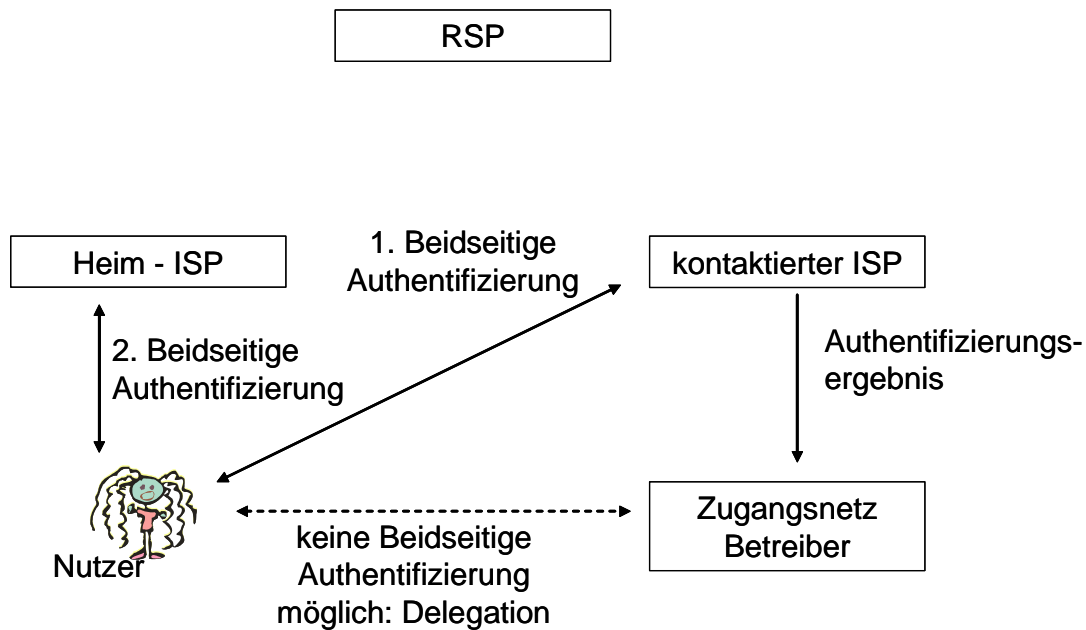 RSP
Heim - ISP
1. Beidseitige
Authentifizierung
kontaktierter ISP
2. Beidseitige
Authentifizierung
Authentifizierungs-
ergebnis
Nutzer
keine Beidseitige
Authentifizierung
möglich: Delegation
Zugangsnetz
Betreiber